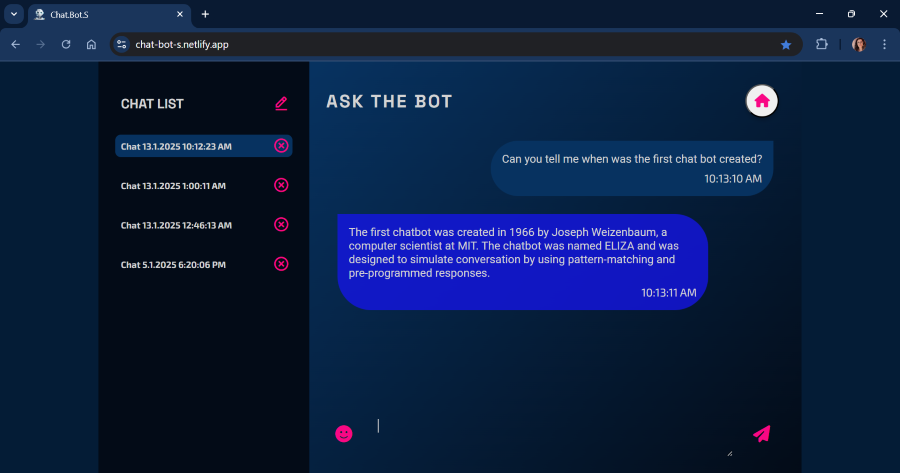 Chat.Bot.S
chat-bot-s.netlify.app
CHAT LIST
Chat 13.1.2025 10:12:23 AM
Chat 13.1.2025 1:00:11 AM
Chat 13.1.2025 12:46:13 AM
Chat 5.1.2025 6:20:06 PM
ASK THE BOT
Can you tell me when was the first chat bot created?
10:13:10 AM
The first chatbot was created in 1966 by Joseph Weizenbaum, a
computer scientist at MIT. The chatbot was named ELIZA and was
designed to simulate conversation by using pattern-matching and
pre-programmed responses.
10:13:11 AM